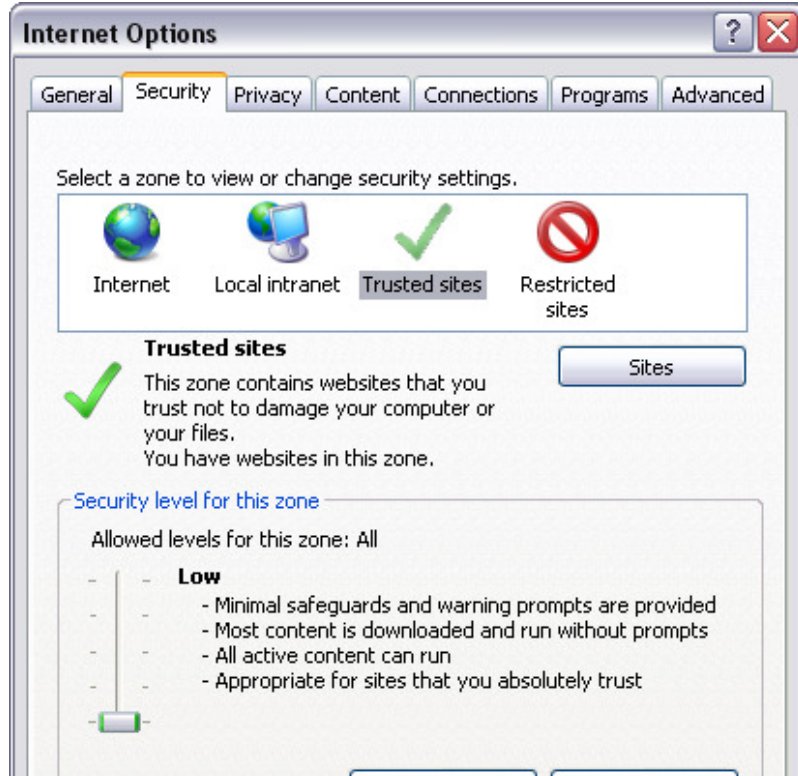 Internet Options
General Security Privacy Content Connections Programs Advanced
Select a zone to view or change security settings.
Internet Local intranet Trusted sites Restricted sites
Trusted sites
Sites
This zone contains websites that you
trust not to damage your computer or
your files.
You have websites in this zone.
Security level for this zone
Allowed levels for this zone: All
Low
- Minimal safeguards and warning prompts are provided
- Most content is downloaded and run without prompts
- All active content can run
- Appropriate for sites that you absolutely trust